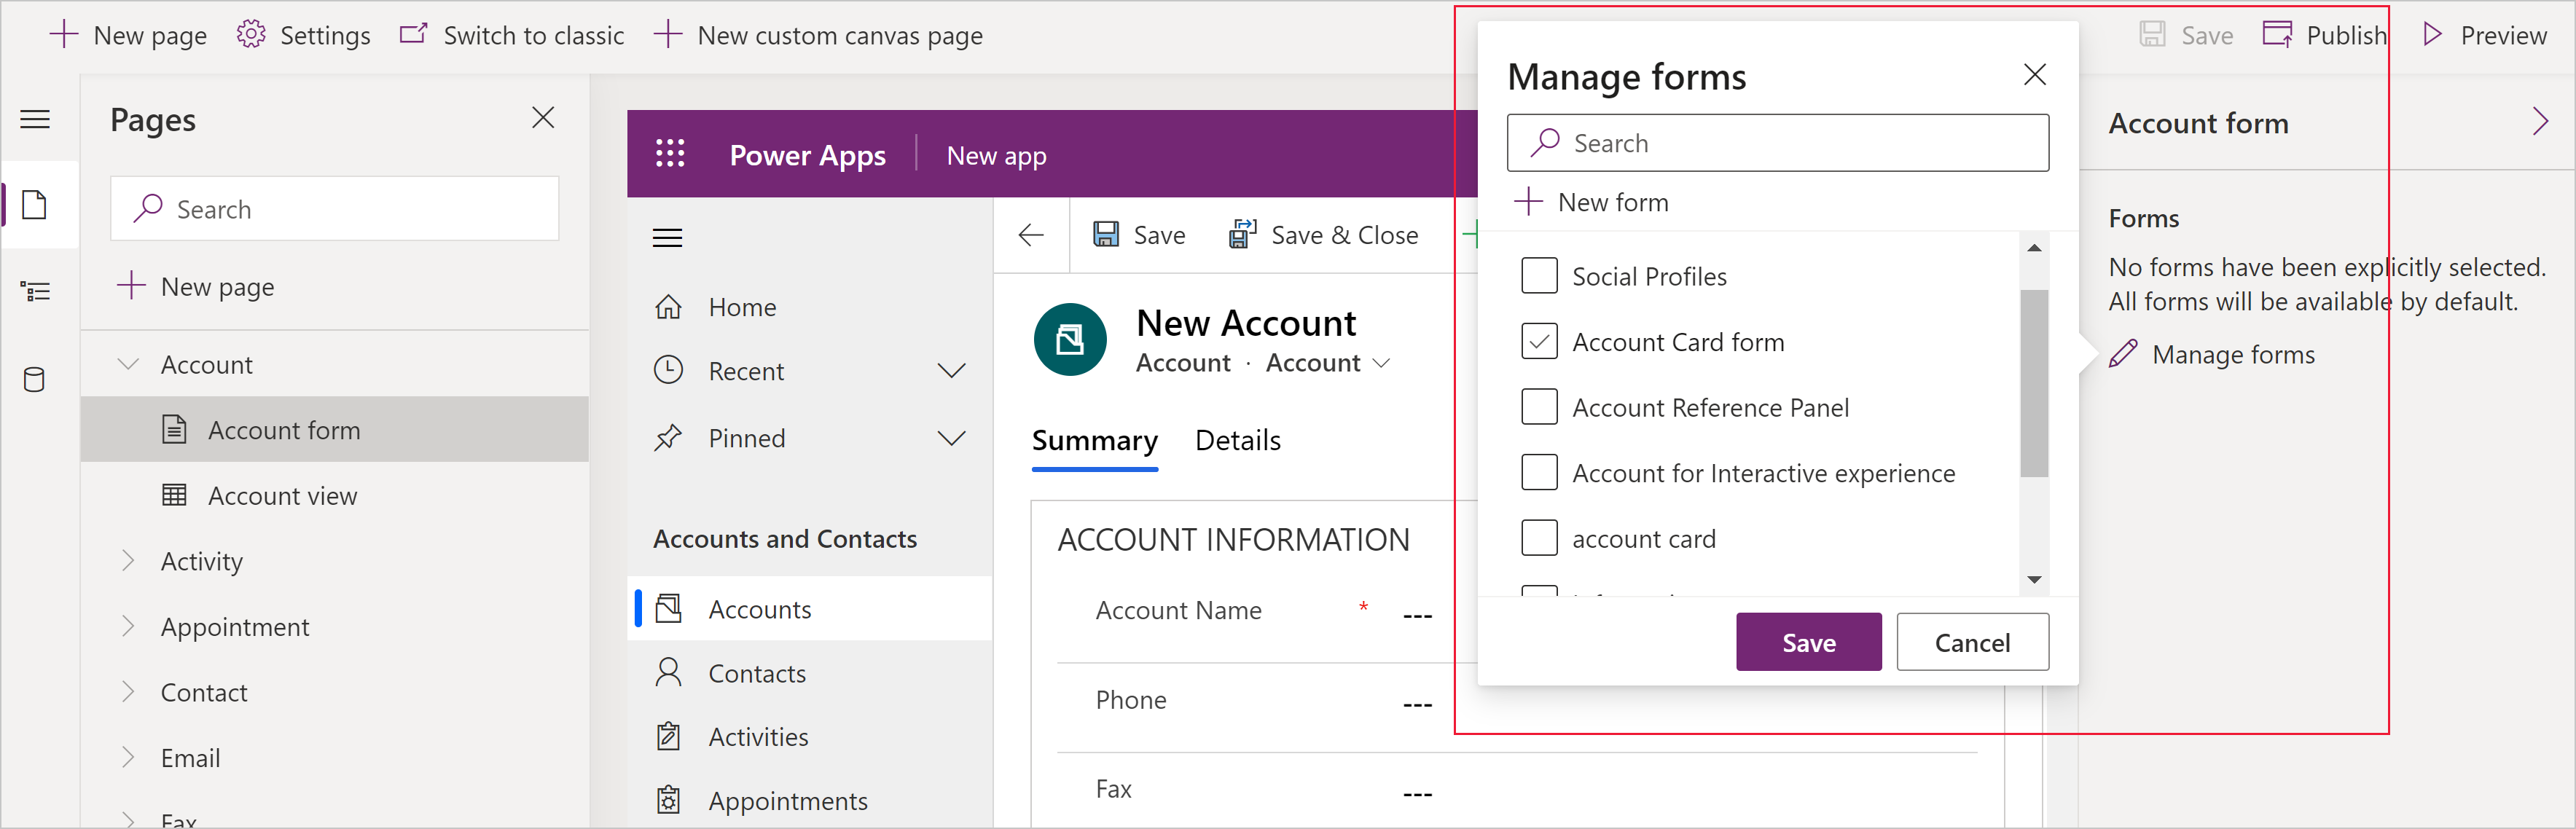 New page
Settings
Switch to classic
New custom canvas page
Save
Publish
Preview
Pages
Search
New page
Account
Account form
Account view
Activity
Appointment
Contact
Email
Fax
Power Apps
New app
Home
Recent
Pinned
Accounts and Contacts
Accounts
Contacts
Activities
Appointments
Save
Save & Close
New Account
Account · Account
Summary
Details
ACCOUNT INFORMATION
Account Name * ---
Phone ---
Fax ---
Manage forms
Search
New form
Social Profiles
Account Card form
Account Reference Panel
Account for Interactive experience
account card
Save
Cancel
Account form
Forms
No forms have been explicitly selected.
All forms will be available by default.
Manage forms